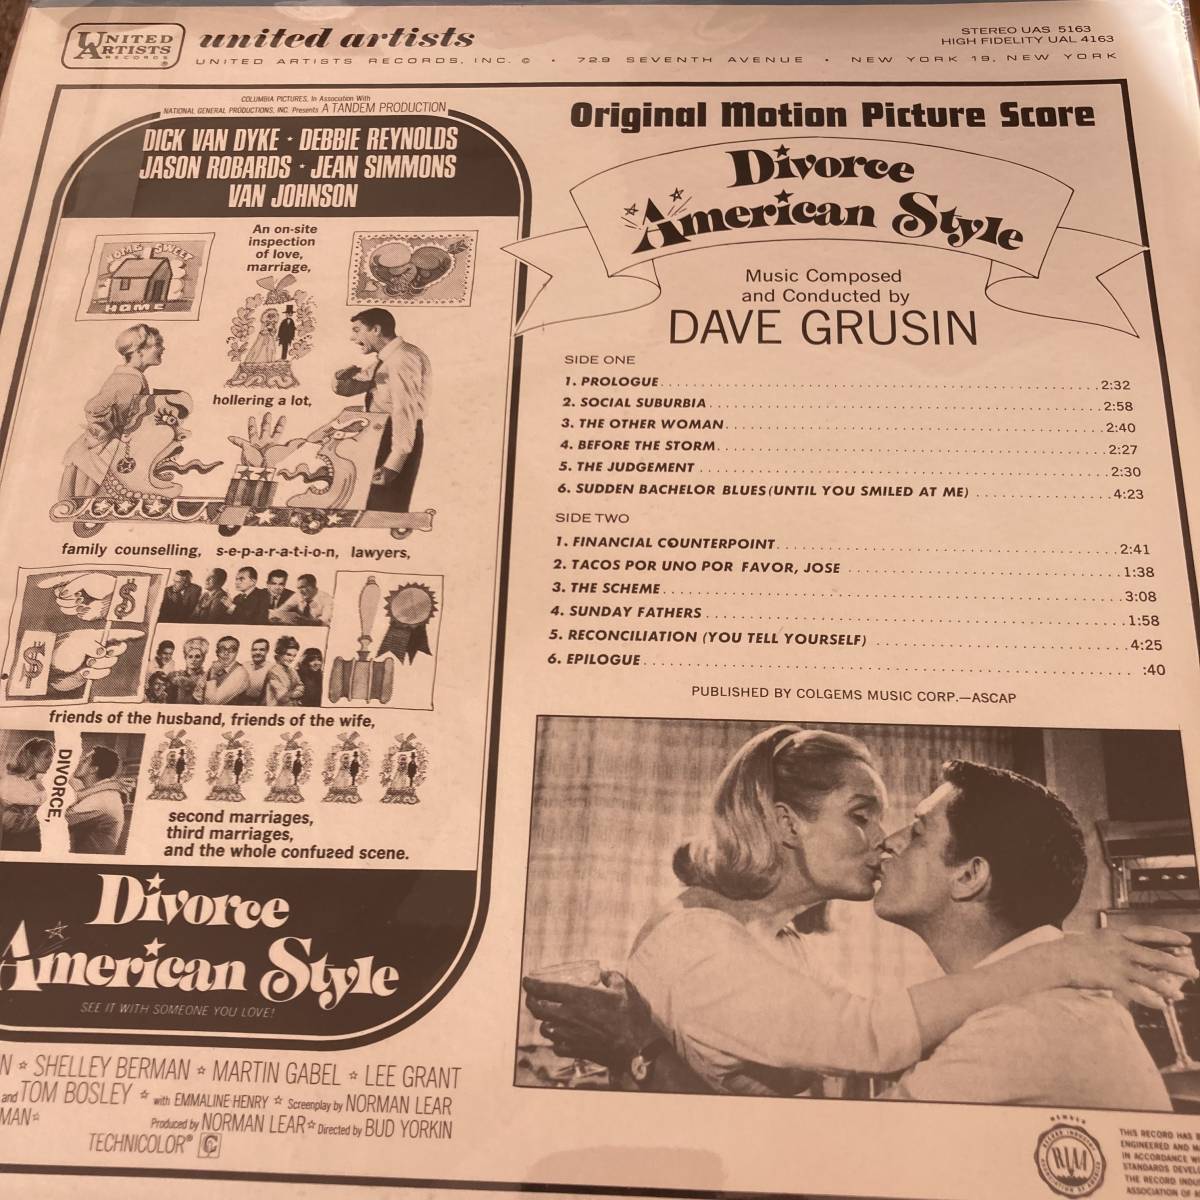 UNITED ARTISTS RECORDS ®
united artists
UNITED ARTISTS RECORDS, INC. © • 729 SEVENTH AVENUE • NEW YORK 19, NEW YORK
STEREO UAS 5163
HIGH FIDELITY UAL 4163
COLUMBIA PICTURES, In Association With
NATIONAL GENERAL PRODUCTIONS, INC. Presents A TANDEM PRODUCTION
DICK VAN DYKE · DEBBIE REYNOLDS
JASON ROBARDS · JEAN SIMMONS
VAN JOHNSON
HOME SWEET
HOME
An on-site
inspection
of love,
marriage,
hollering a lot,
family counselling, s-e-p-a-r-a-t-i-o-n, lawyers,
$
$
friends of the husband, friends of the wife,
DIVORCE,
second marriages,
third marriages,
and the whole confuzed scene.
Divorce
American Style
SEE IT WITH SOMEONE YOU LOVE!
N ☆ SHELLEY BERMAN ☆ MARTIN GABEL ☆ LEE GRANT
and TOM BOSLEY ☆ with EMMALINE HENRY ☆ Screenplay by NORMAN LEAR
MAN ☆ Produced by NORMAN LEAR ☆ Directed by BUD YORKIN
TECHNICOLOR®
Original Motion Picture Score
Divorce
American Style
Music Composed
and Conducted by
DAVE GRUSIN
SIDE ONE
1. PROLOGUE 2:32
2. SOCIAL SUBURBIA 2:58
3. THE OTHER WOMAN 2:40
4. BEFORE THE STORM 2:27
5. THE JUDGEMENT 2:30
6. SUDDEN BACHELOR BLUES (UNTIL YOU SMILED AT ME) 4:23
SIDE TWO
1. FINANCIAL COUNTERPOINT 2:41
2. TACOS POR UNO POR FAVOR, JOSE 1:38
3. THE SCHEME 3:08
4. SUNDAY FATHERS 1:58
5. RECONCILIATION (YOU TELL YOURSELF) 4:25
6. EPILOGUE :40
PUBLISHED BY COLGEMS MUSIC CORP.—ASCAP
MEMBER
RIAA
THIS RECORD HAS B
ENGINEERED AND M
IN ACCORDANCE WI
STANDARDS DEVEL
THE RECORD IND
ASSOCIATION OF